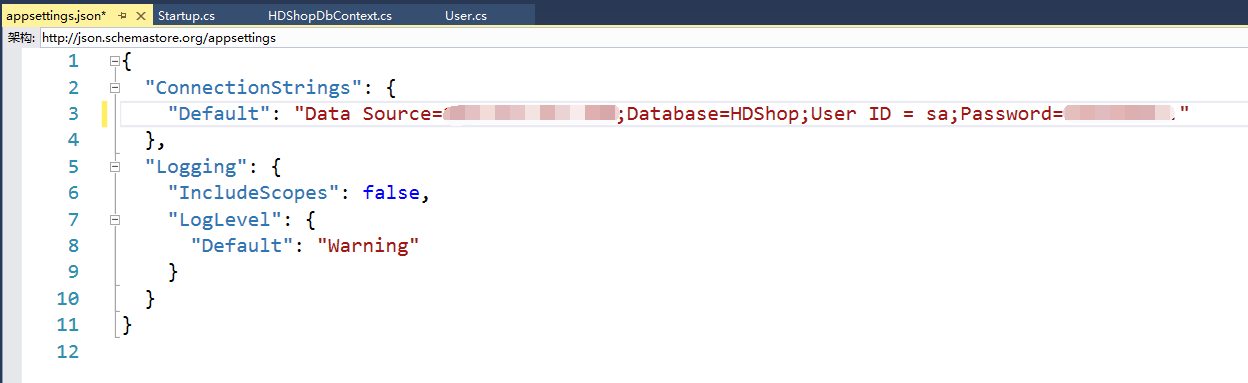 appsettings.json* Startup.cs HDShopDbContext.cs User.cs
架构: http://json.schemastore.org/appsettings
1 {
2 "ConnectionStrings": {
3 "Default": "Data Source= ;Database=HDShop;User ID = sa;Password= ."
4 },
5 "Logging": {
6 "IncludeScopes": false,
7 "LogLevel": {
8 "Default": "Warning"
9 }
10 }
11 }
12